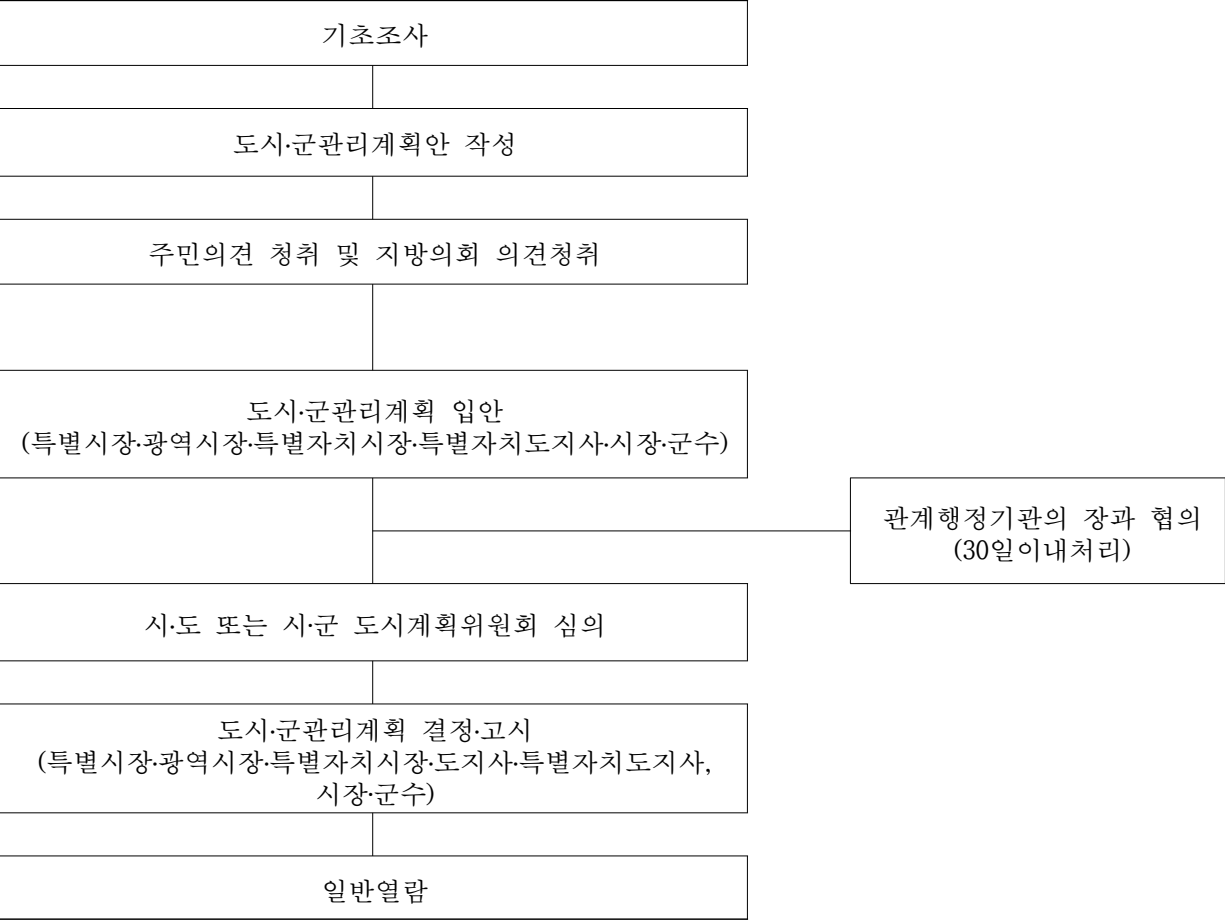 기초조사
도시·군관리계획안 작성
주민의견 청취 및 지방의회 의견청취
도시·군관리계획 입안
(특별시장·광역시장·특별자치시장·특별자치도지사·시장·군수)
관계행정기관의 장과 협의
(30일이내처리)
시·도 또는 시·군 도시계획위원회 심의
도시·군관리계획 결정·고시
(특별시장·광역시장·특별자치시장·도지사·특별자치도지사,
시장·군수)
일반열람